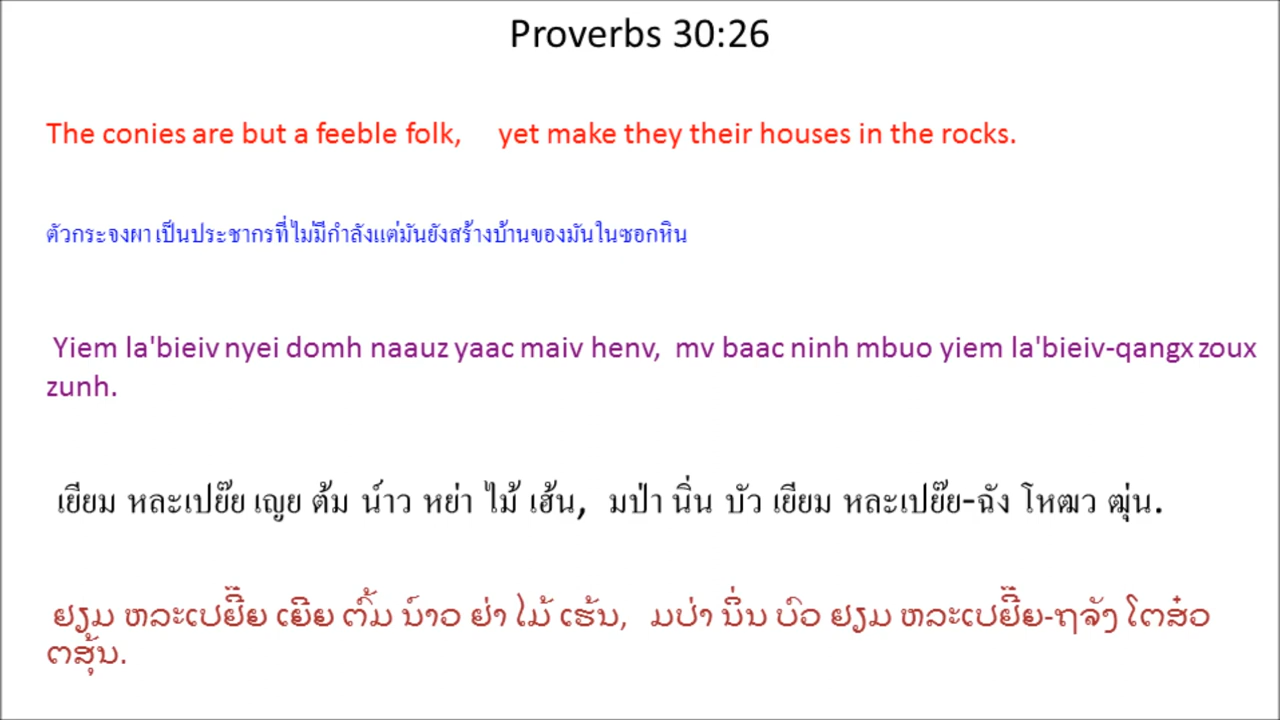 Proverbs 30:26
The conies are but a feeble folk, yet make they their houses in the rocks.
ตัวกระจงผา เป็นประชากรที่ไม่มีกำลังแต่มันยังสร้างบ้านของมันในซอกหิน
Yiem la'bieiv nyei domh naauz yaac maiv henv, mv baac ninh mbuo yiem la'bieiv-qangx zoux
zunh.
เยียม หละเปยี๊ย เญย ต้ม น์าว หย่า ไม้ เฮ้น, มป่า นิ่น บัว เยียม หละเปยี๊ย-ฉัง โหฒว ฒุ่น.
ຢຽມ ຫລະເປຢີ໊ຍ ເຍີຍ ຕົ້ມ ນ໌າວ ຢ່າ ໄມ້ ເຮ້ນ, ມປ່າ ນິ່ນ ບົວ ຢຽມ ຫລະເປຢີ໊ຍ-ຖຈັງ ໂຕສ໋ວ
ຕສຸ້ນ.